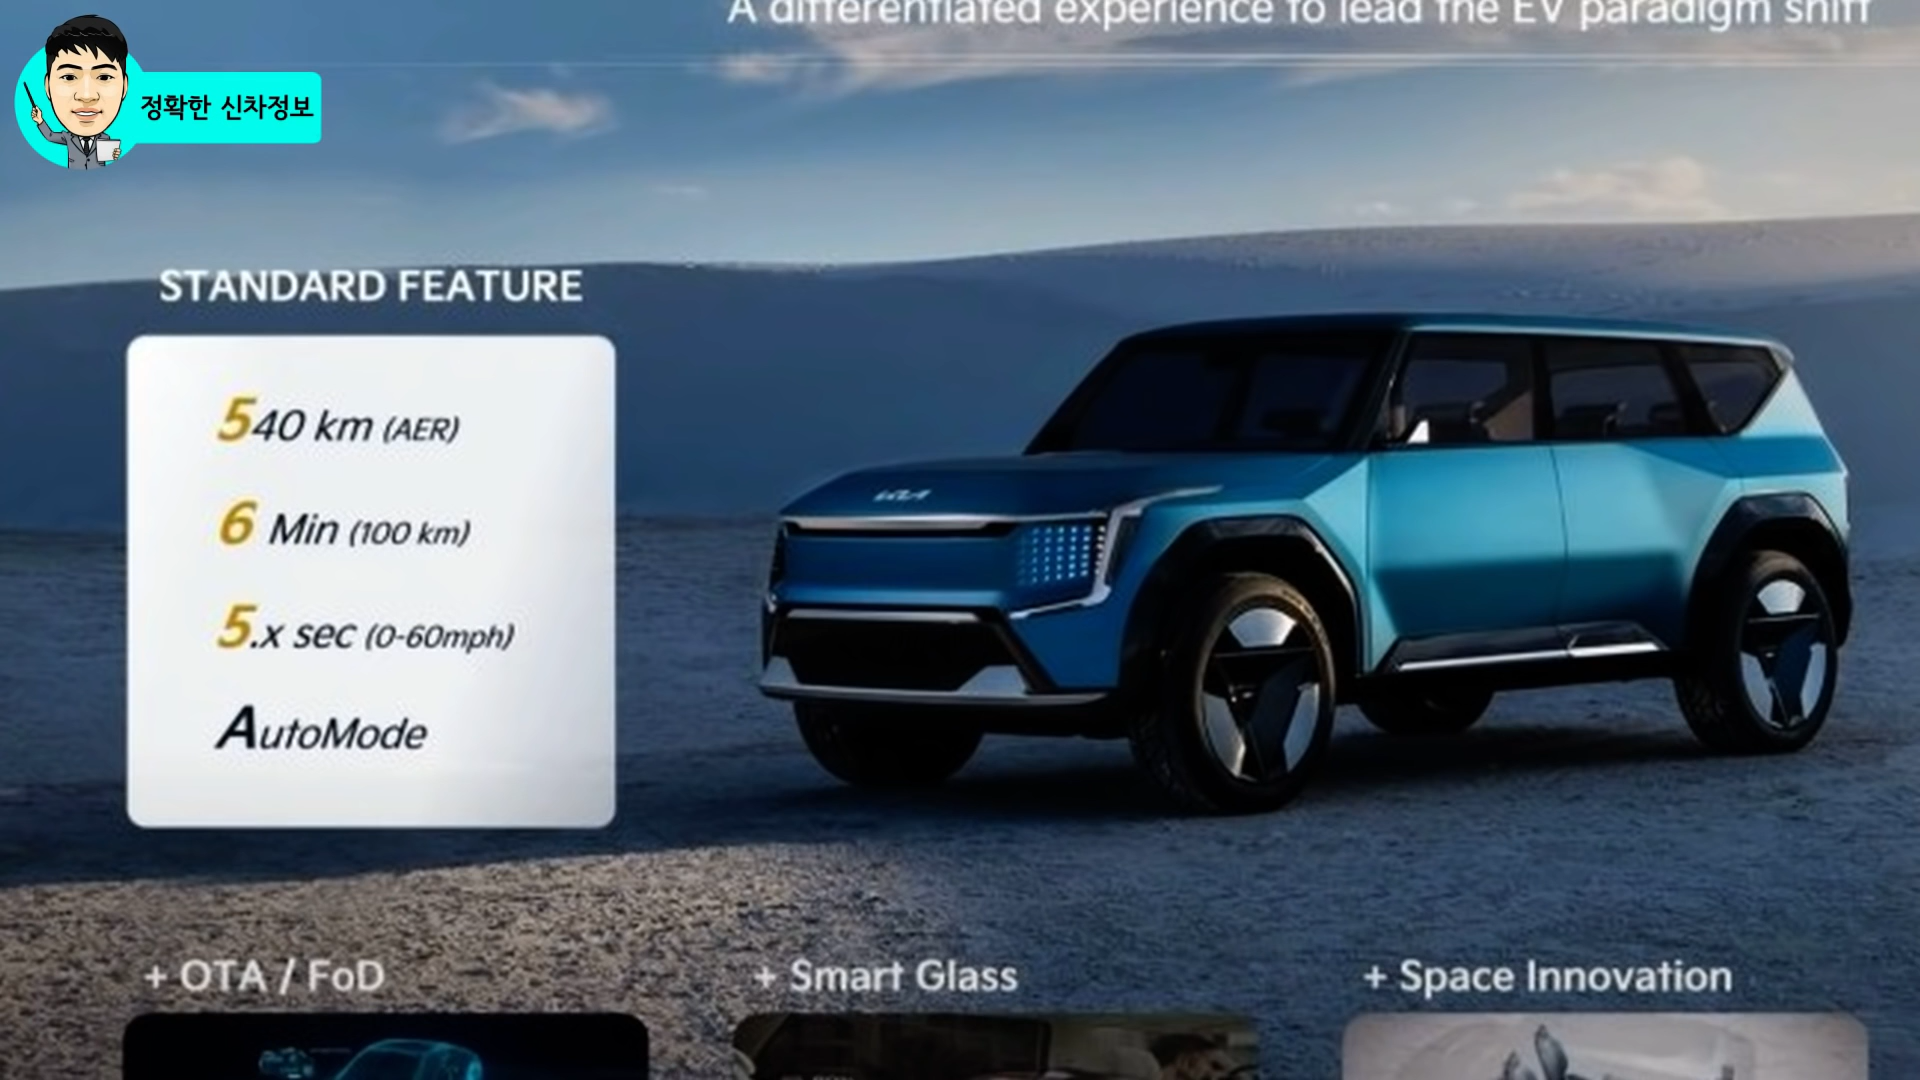 A differentiated experience to lead the EV paradigm shift
정확한 신차정보
STANDARD FEATURE
540 km (AER)
6 Min (100 km)
5.x sec (0-60mph)
AutoMode
KIA
+ OTA / FoD
+ Smart Glass
+ Space Innovation